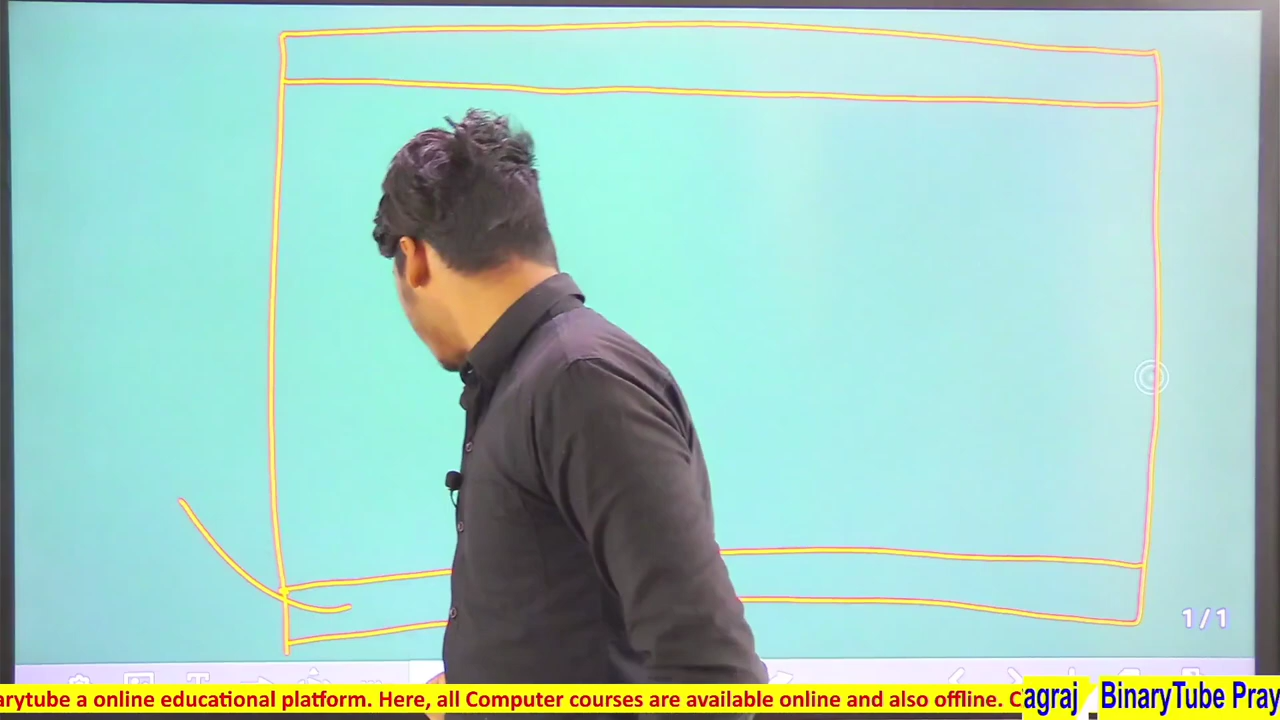 1/1
arytube a online educational platform. Here, all Computer courses are available online and also offline. C
agraj, BinaryTube Pray